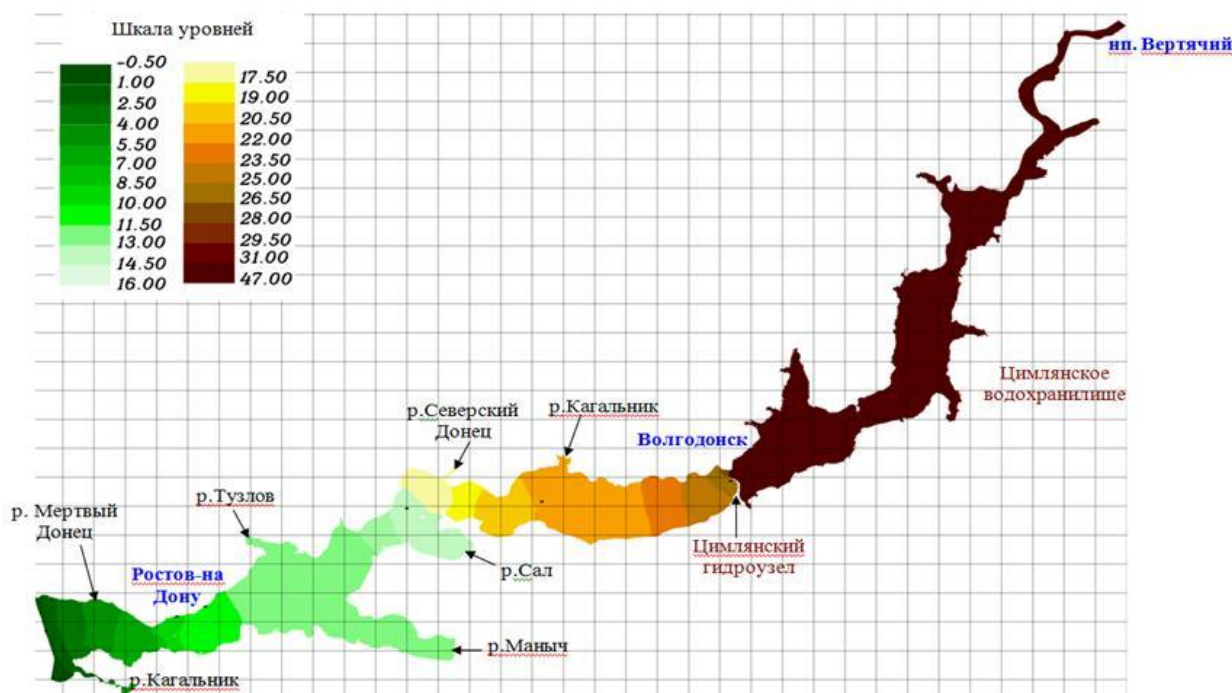 Шкала уровней
-0.50
1.00
2.50
4.00
5.50
7.00
8.50
10.00
11.50
13.00
14.50
16.00
17.50
19.00
20.50
22.00
23.50
25.00
26.50
28.00
29.50
31.00
47.00
нп. Вертячий
Цимлянское
водохранилище
р.Северский
Донец
р.Кагальник
Волгодонск
р.Тузлов
р. Мертвый
Донец
Ростов-на
Дону
р.Сал
Цимлянский
гидроузел
р.Маныч
р.Кагальник